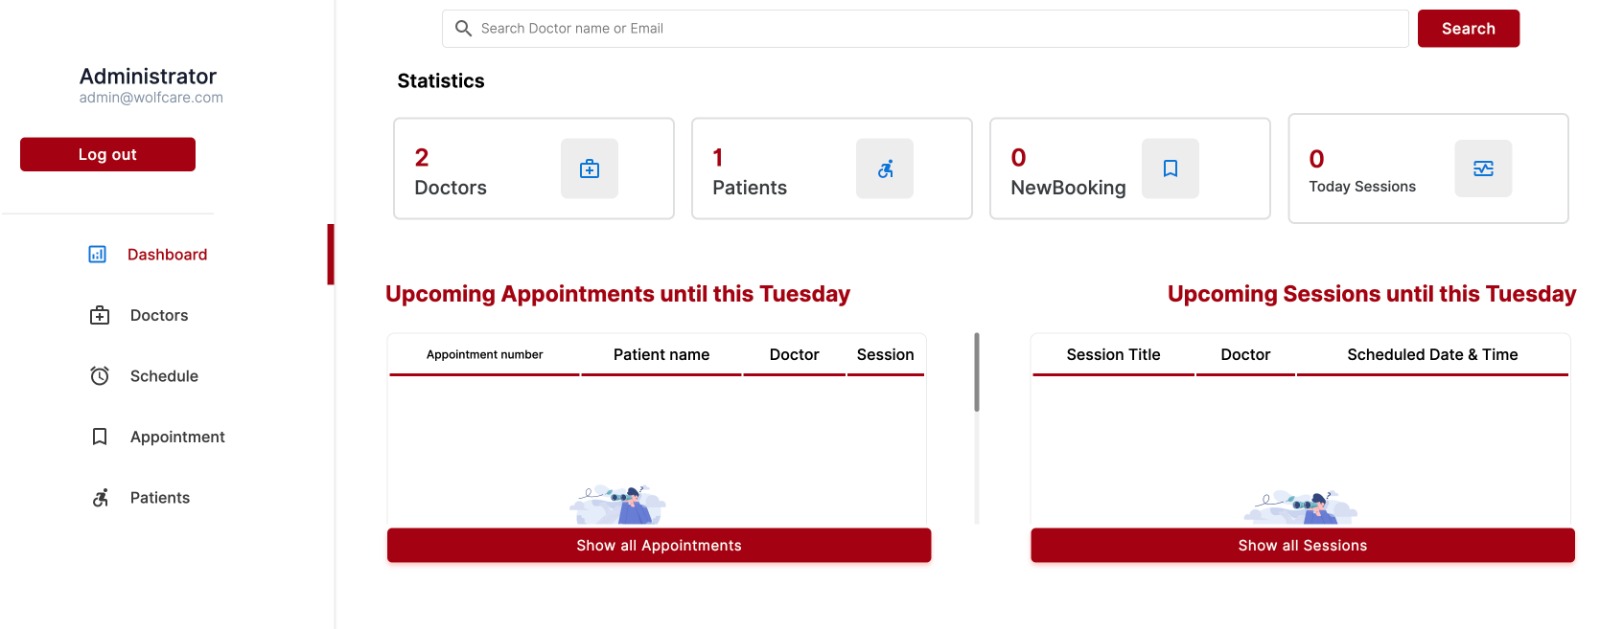 Search Doctor name or Email
Search
Administrator
admin@wolfcare.com
Log out
Statistics
2
Doctors
1
Patients
0
NewBooking
0
Today Sessions
Dashboard
Doctors
Schedule
Appointment
Patients
Upcoming Appointments until this Tuesday
Appointment number Patient name Doctor Session
Show all Appointments
Upcoming Sessions until this Tuesday
Session Title Doctor Scheduled Date & Time
Show all Sessions